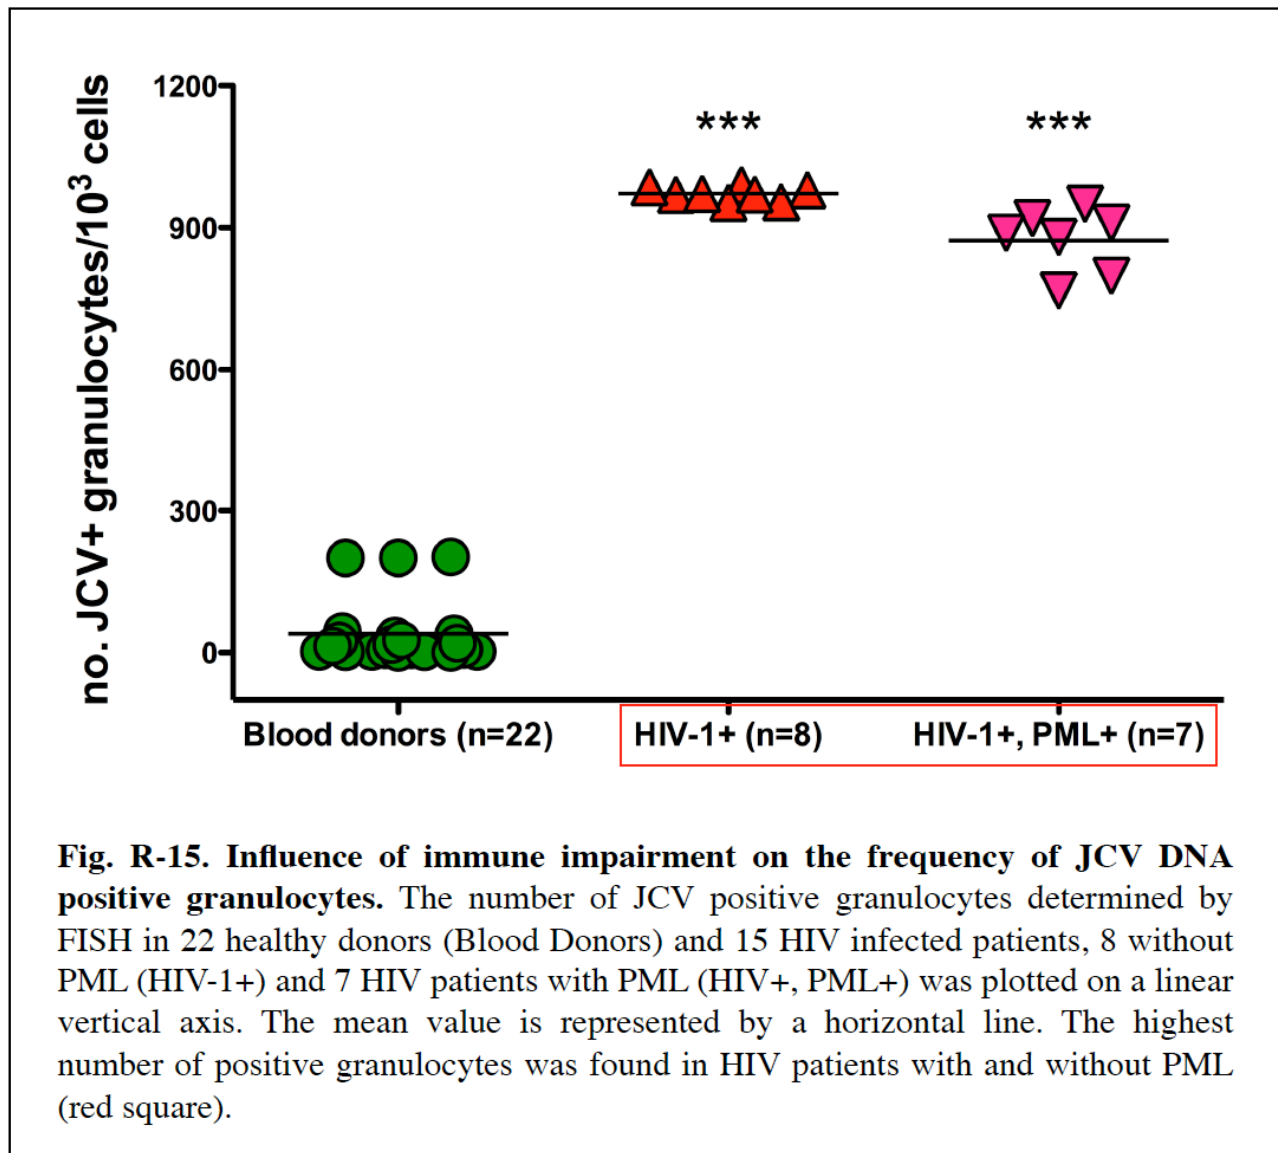 no. JCV+ granulocytes/10³ cells
1200
900
600
300
0
***
***
Blood donors (n=22)
HIV-1+ (n=8)
HIV-1+, PML+ (n=7)
Fig. R-15. Influence of immune impairment on the frequency of JCV DNA
positive granulocytes. The number of JCV positive granulocytes determined by
FISH in 22 healthy donors (Blood Donors) and 15 HIV infected patients, 8 without
PML (HIV-1+) and 7 HIV patients with PML (HIV+, PML+) was plotted on a linear
vertical axis. The mean value is represented by a horizontal line. The highest
number of positive granulocytes was found in HIV patients with and without PML
(red square).